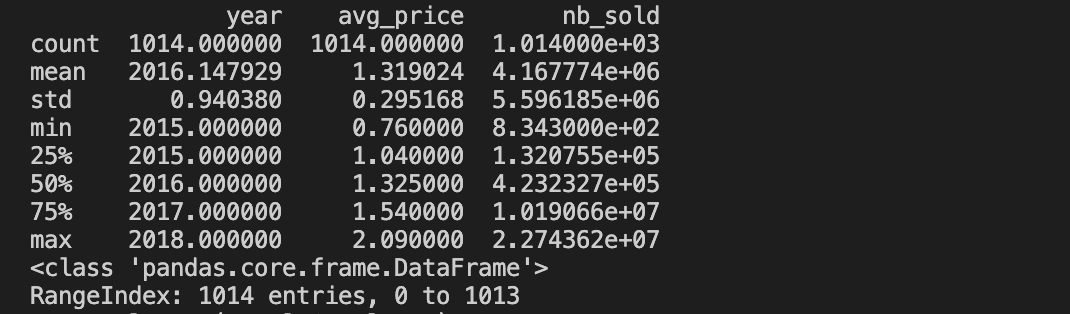 year avg_price nb_sold
count 1014.000000 1014.000000 1.014000e+03
mean 2016.147929 1.319024 4.167774e+06
std 0.940380 0.295168 5.596185e+06
min 2015.000000 0.760000 8.343000e+02
25% 2015.000000 1.040000 1.320755e+05
50% 2016.000000 1.325000 4.232327e+05
75% 2017.000000 1.540000 1.019066e+07
max 2018.000000 2.090000 2.274362e+07
<class 'pandas.core.frame.DataFrame'>
RangeIndex: 1014 entries, 0 to 1013